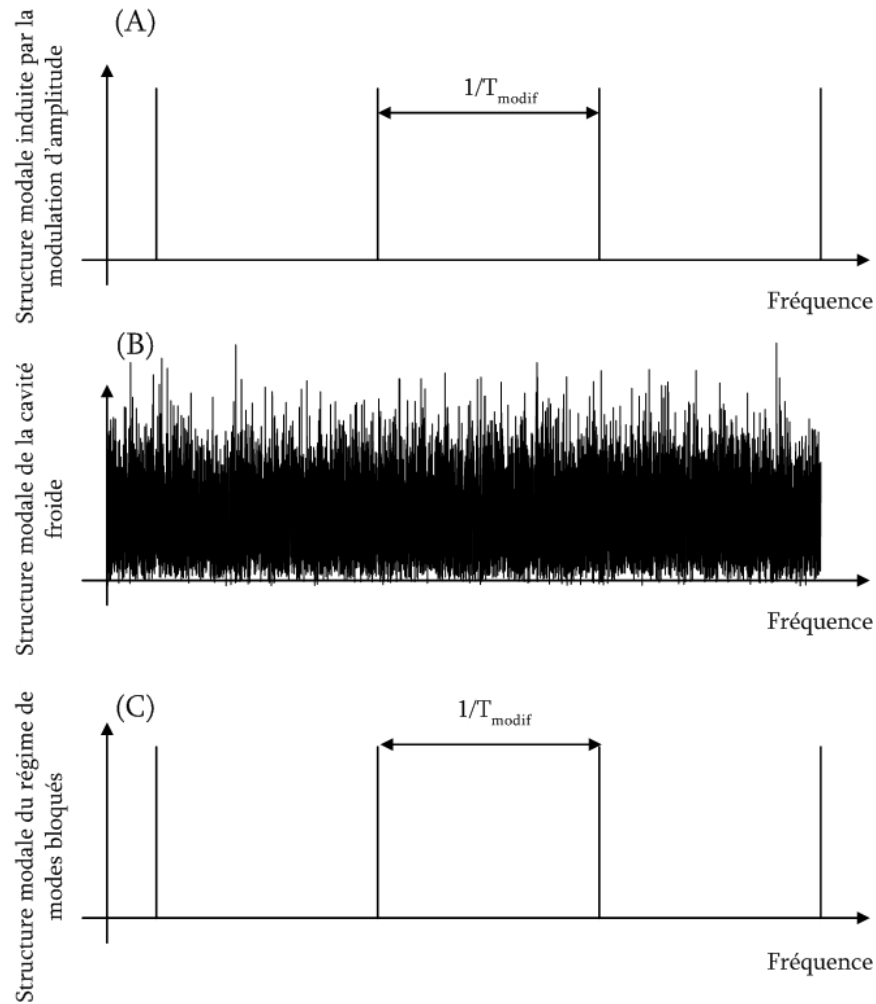 (A)
Structure modale induite par la
modulation d'amplitude
1/T_modif
Fréquence
(B)
Structure modale de la cavité
froide
Fréquence
(C)
Structure modale du régime de
modes bloqués
1/T_modif
Fréquence